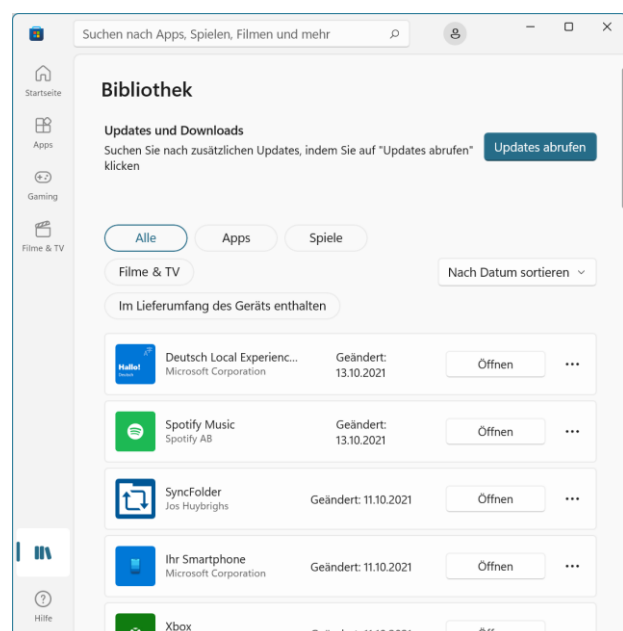 Suchen nach Apps, Spielen, Filmen und mehr
Startseite
Apps
Gaming
Filme & TV
Bibliothek
Updates und Downloads
Suchen Sie nach zusätzlichen Updates, indem Sie auf "Updates abrufen"
klicken
Updates abrufen
Alle
Apps
Spiele
Filme & TV
Nach Datum sortieren
Im Lieferumfang des Geräts enthalten
Hallo!
Deutsch Local Experienc...
Microsoft Corporation
Geändert:
13.10.2021
Öffnen
Spotify Music
Spotify AB
Geändert:
13.10.2021
Öffnen
SyncFolder
Jos Huybrighs
Geändert: 11.10.2021
Öffnen
Ihr Smartphone
Microsoft Corporation
Geändert: 11.10.2021
Öffnen
Xbox
Hilfe